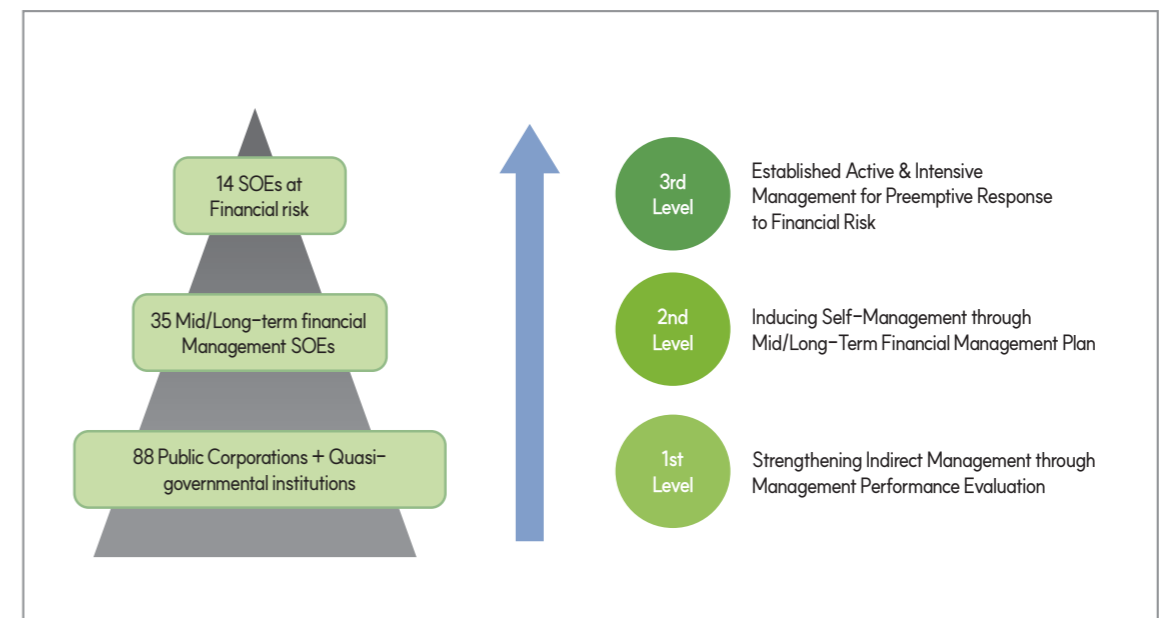 14 SOEs at
Financial risk
3rd
Level
Established Active & Intensive
Management for Preemptive Response
to Financial Risk
35 Mid/Long-term financial
Management SOEs
2nd
Level
Inducing Self-Management through
Mid/Long-Term Financial Management Plan
88 Public Corporations + Quasi-
governmental institutions
1st
Level
Strengthening Indirect Management through
Management Performance Evaluation